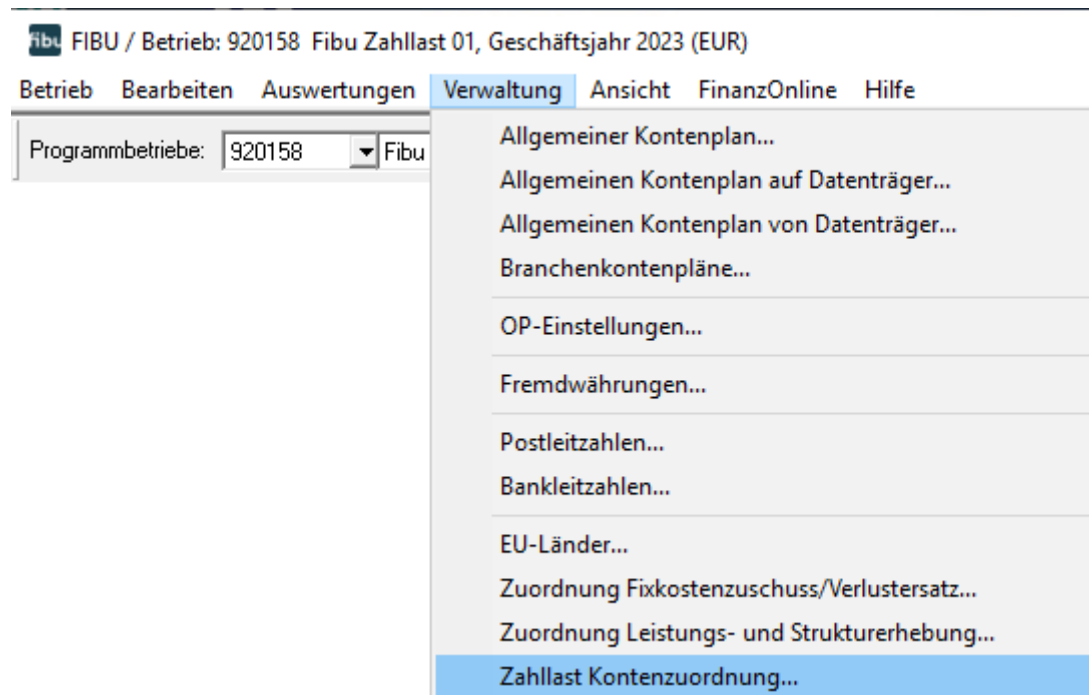 fibu FIBU / Betrieb: 920158 Fibu Zahllast 01, Geschäftsjahr 2023 (EUR)
Betrieb Bearbeiten Auswertungen Verwaltung Ansicht FinanzOnline Hilfe
Programmbetriebe: 920158 Fibu
Allgemeiner Kontenplan...
Allgemeinen Kontenplan auf Datenträger...
Allgemeinen Kontenplan von Datenträger...
Branchenkontenpläne...
OP-Einstellungen...
Fremdwährungen...
Postleitzahlen...
Bankleitzahlen...
EU-Länder...
Zuordnung Fixkostenzuschuss/Verlustersatz...
Zuordnung Leistungs- und Strukturerhebung...
Zahllast Kontenzuordnung...